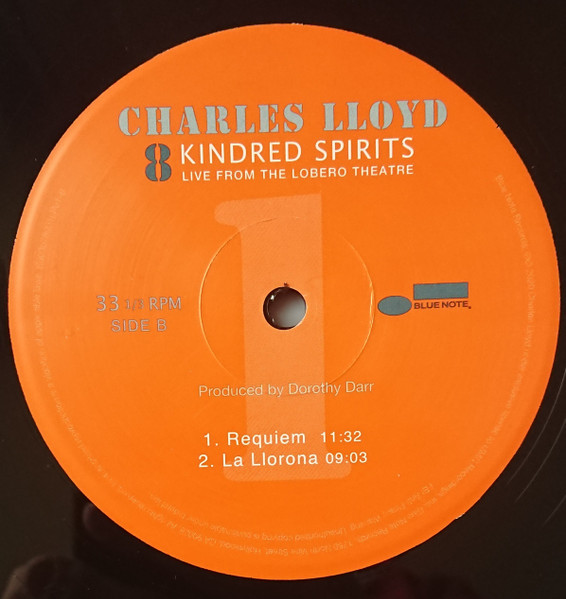 CHARLES LLOYD
8 KINDRED SPIRITS
LIVE FROM THE LOBERO THEATRE
1
33 1/3 RPM
SIDE B
BLUE NOTE
Produced by Dorothy Darr
1. Requiem 11:32
2. La Llorona 09:03